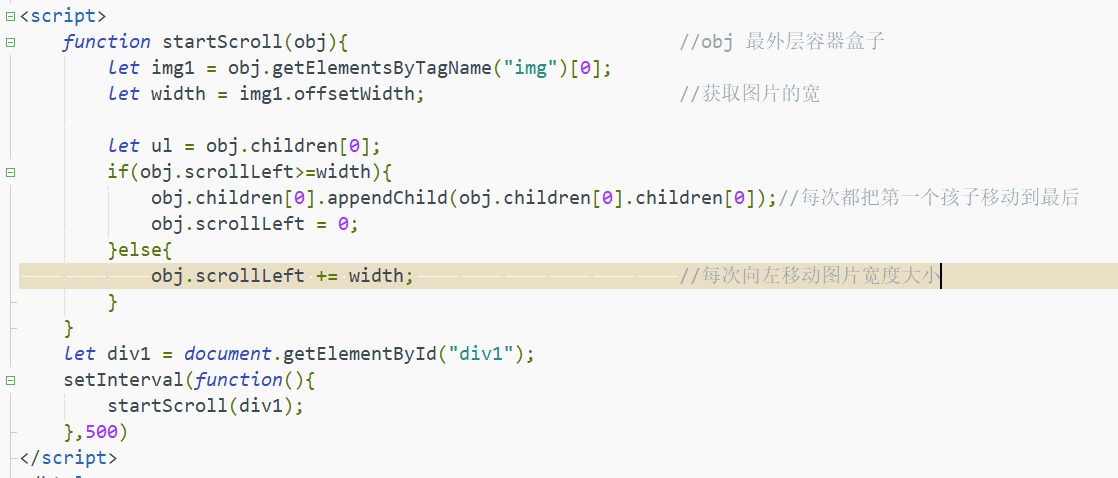 <script>
function startScroll(obj){ //obj 最外层容器盒子
let img1 = obj.getElementsByTagName("img")[0];
let width = img1.offsetWidth; //获取图片的宽
let ul = obj.children[0];
if(obj.scrollLeft>=width){
obj.children[0].appendChild(obj.children[0].children[0]);//每次都把第一个孩子移动到最后
obj.scrollLeft = 0;
}else{
obj.scrollLeft += width; //每次向左移动图片宽度大小
}
}
let div1 = document.getElementById("div1");
setInterval(function(){
startScroll(div1);
},500)
</script>